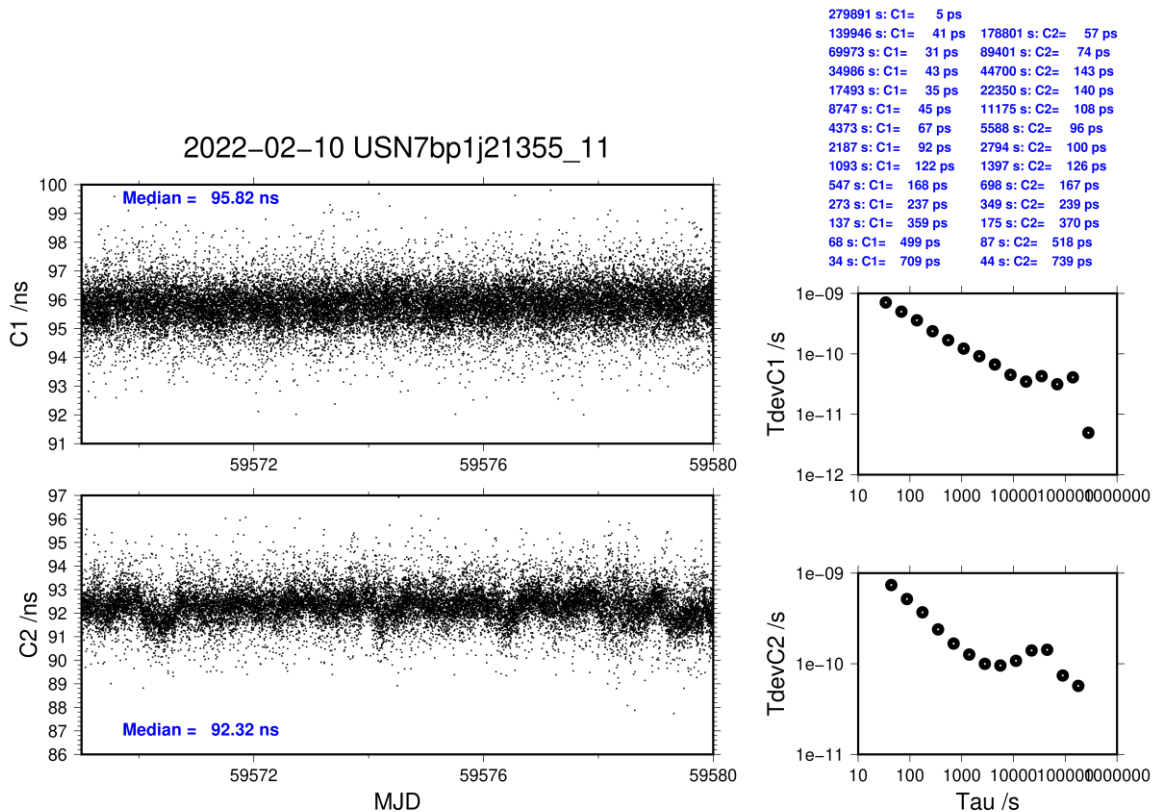 279891 s: C1= 5 ps
139946 s: C1= 41 ps 178801 s: C2= 57 ps
69973 s: C1= 31 ps 89401 s: C2= 74 ps
34986 s: C1= 43 ps 44700 s: C2= 143 ps
17493 s: C1= 35 ps 22350 s: C2= 140 ps
8747 s: C1= 45 ps 11175 s: C2= 108 ps
4373 s: C1= 67 ps 5588 s: C2= 96 ps
2187 s: C1= 92 ps 2794 s: C2= 100 ps
1093 s: C1= 122 ps 1397 s: C2= 126 ps
547 s: C1= 168 ps 698 s: C2= 167 ps
273 s: C1= 237 ps 349 s: C2= 239 ps
137 s: C1= 359 ps 175 s: C2= 370 ps
68 s: C1= 499 ps 87 s: C2= 518 ps
34 s: C1= 709 ps 44 s: C2= 739 ps
2022−02−10 USN7bp1j21355_11
Median = 95.82 ns
C1 /ns
100
99
98
97
96
95
94
93
92
91
59572 59576 59580
TdevC1 /s
1e−09
1e−10
1e−11
1e−12
10 100 1000 10000 100000 1000000
C2 /ns
97
96
95
94
93
92
91
90
89
88
87
86
Median = 92.32 ns
59572 59576 59580
MJD
TdevC2 /s
1e−09
1e−10
1e−11
10 100 1000 10000 100000 1000000
Tau /s